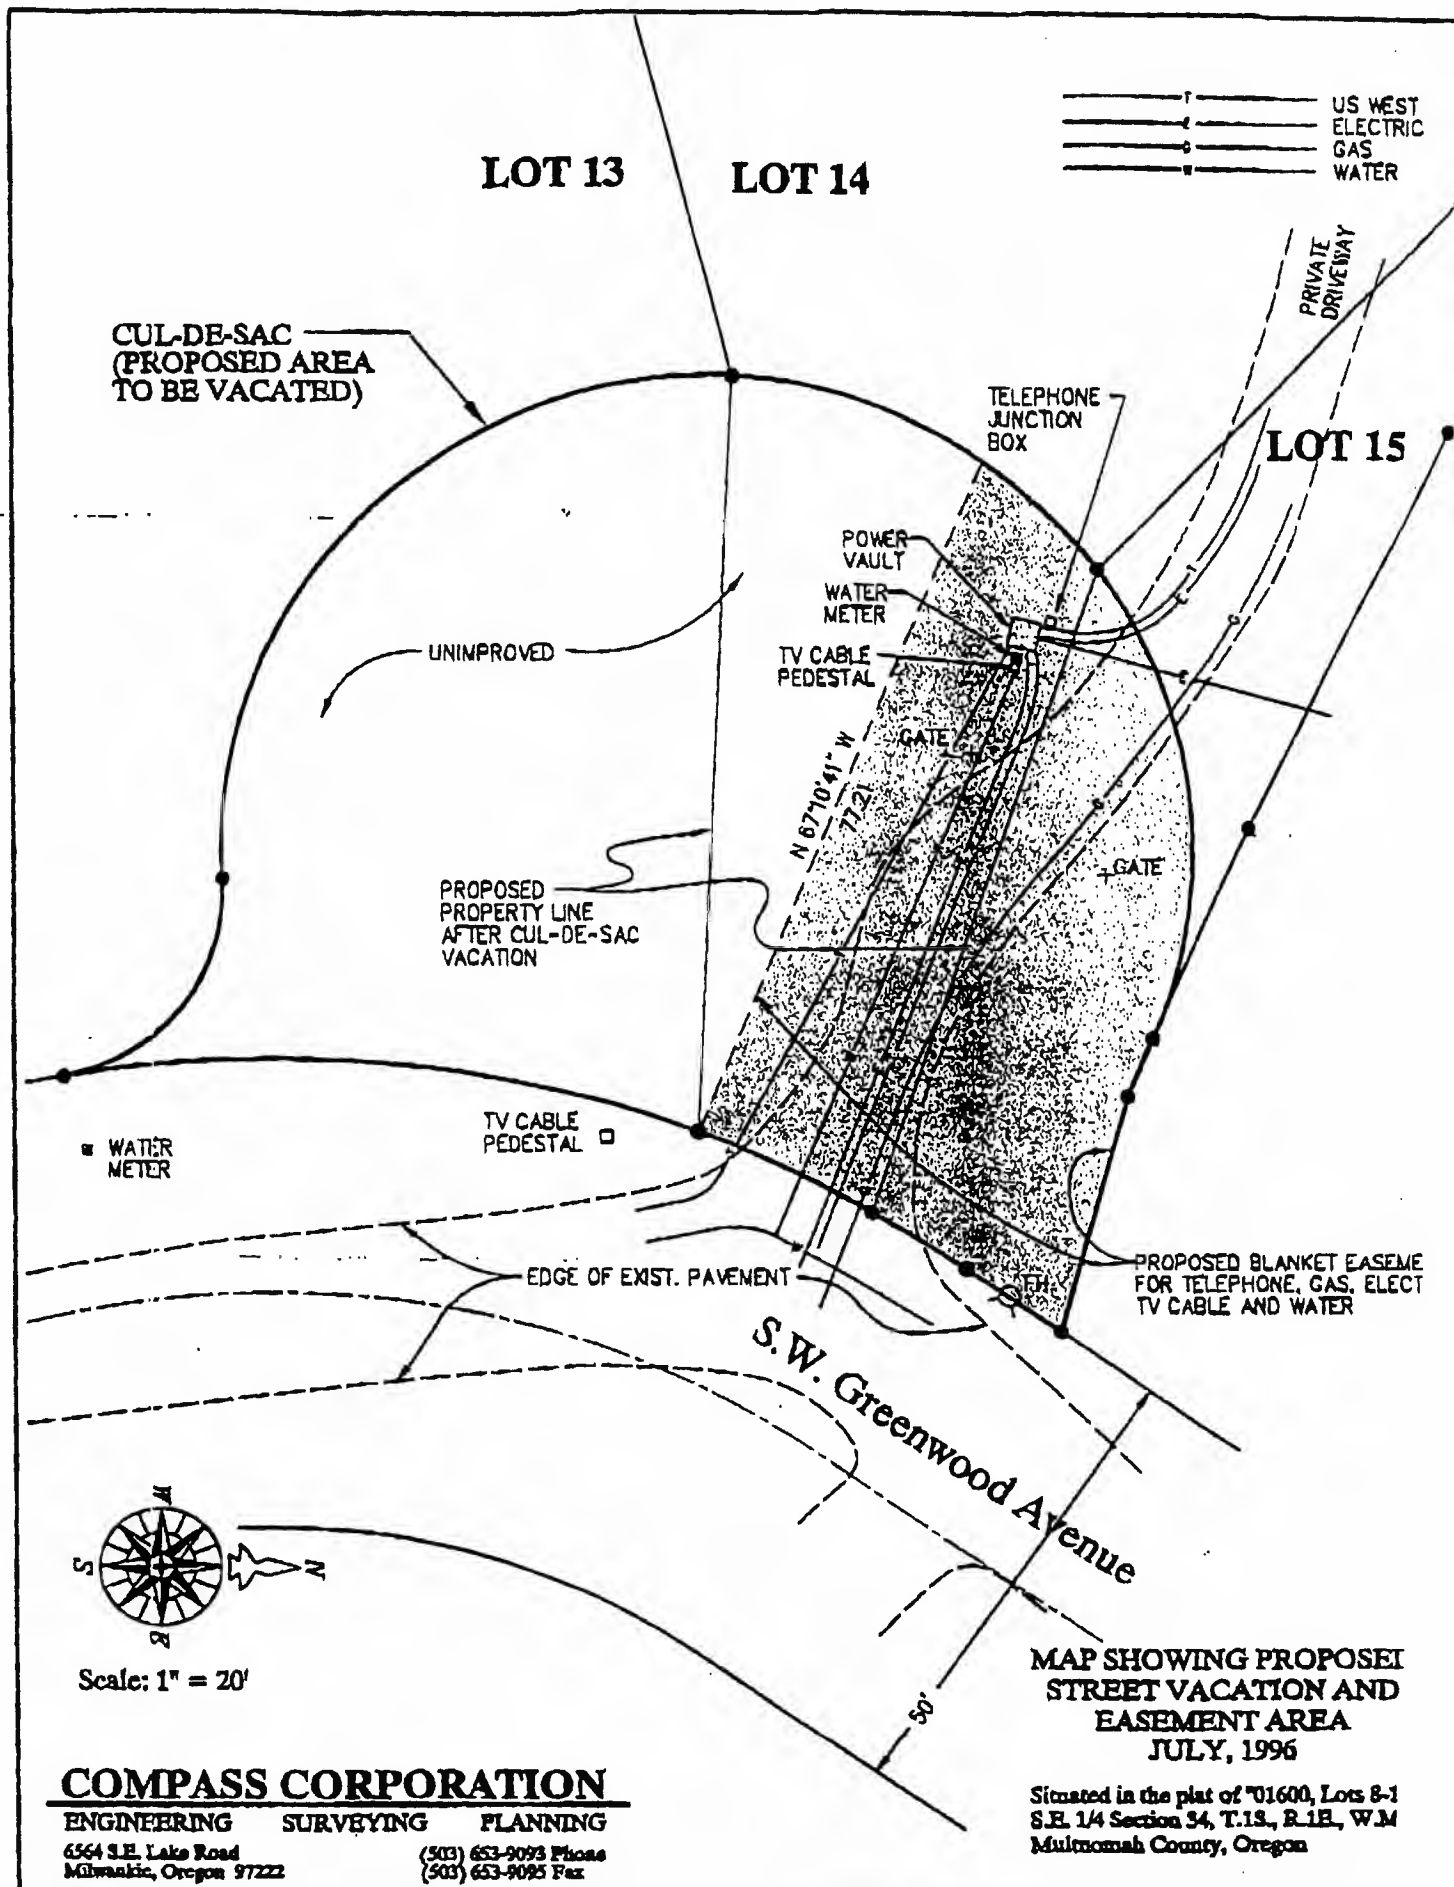 US WEST
ELECTRIC
GAS
WATER
LOT 13
LOT 14
PRIVATE
DRIVEWAY
CUL-DE-SAC
(PROPOSED AREA
TO BE VACATED)
TELEPHONE
JUNCTION
BOX
LOT 15
POWER
VAULT
WATER
METER
TV CABLE
PEDESTAL
UNIMPROVED
GATE
N 67°10'41" W
77.21
GATE
PROPOSED
PROPERTY LINE
AFTER CUL-DE-SAC
VACATION
WATER
METER
TV CABLE
PEDESTAL
EDGE OF EXIST. PAVEMENT
FH
PROPOSED BLANKET EASEME
FOR TELEPHONE, GAS, ELECT
TV CABLE AND WATER
S.W. Greenwood Avenue
50'
W
S
N
E
Scale: 1" = 20'
MAP SHOWING PROPOSE
STREET VACATION AND
EASEMENT AREA
JULY, 1996
Situated in the plat of "01600, Lots 8-1
S.E. 1/4 Section 34, T.1S., R.1E., W.M
Multnomah County, Oregon
COMPASS CORPORATION
ENGINEERING SURVEYING PLANNING
6564 S.E. Lake Road (503) 653-9093 Phone
Milwaukie, Oregon 97222 (503) 653-9095 Fax